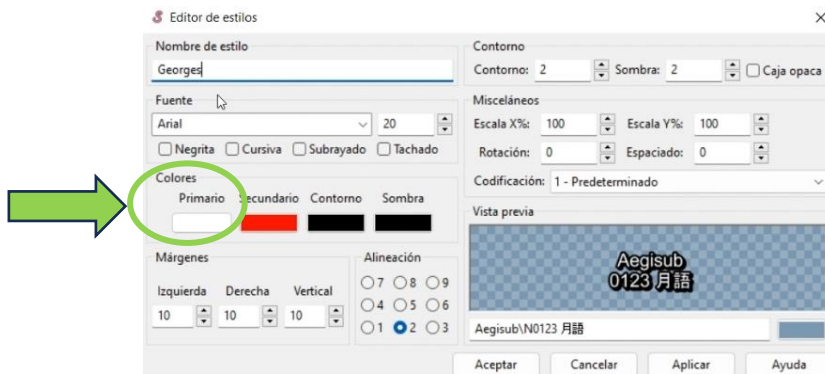 Editor de estilos
Nombre de estilo
Georges
Fuente
Arial 20
Negrita Cursiva Subrayado Tachado
Colores
Primario Secundario Contorno Sombra
Márgenes
Izquierda Derecha Vertical
10 10 10
Alineación
7 8 9
4 5 6
1 2 3
Contorno
Contorno: 2 Sombra: 2 Caja opaca
Misceláneos
Escala X%: 100 Escala Y%: 100
Rotación: 0 Espaciado: 0
Codificación: 1 - Predeterminado
Vista previa
Aegisub
0123 月語
Aegisub\N0123 月語
Aceptar Cancelar Aplicar Ayuda